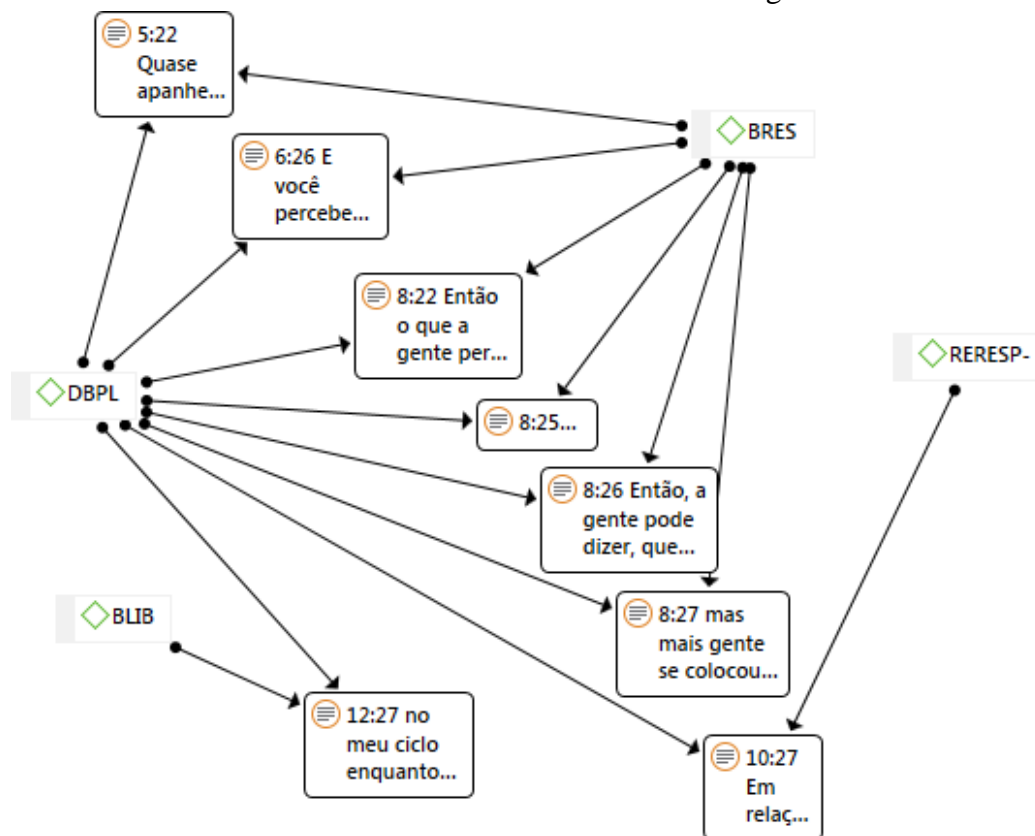 5:22
Quase
apanhe...
BRES
6:26 E
você
percebe...
8:22 Então
o que a
gente per...
RERESP-
DBPL
8:25...
8:26 Então, a
gente pode
dizer, que...
BLIB
8:27 mas
mais gente
se colocou...
12:27 no
meu ciclo
enquanto...
10:27
Em
relaç...